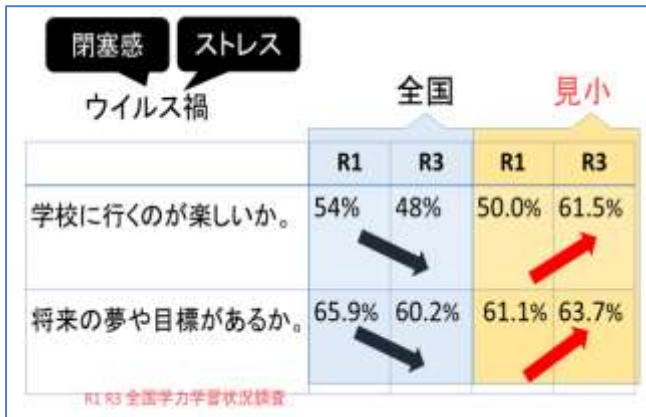 閉塞感 ストレス
ウイルス禍 全国 見小
R1 R3 R1 R3
学校に行くのが楽しいか。 54% 48% 50.0% 61.5%
将来の夢や目標があるか。 65.9% 60.2% 61.1% 63.7%
R1 R3 全国学力学習状況調査